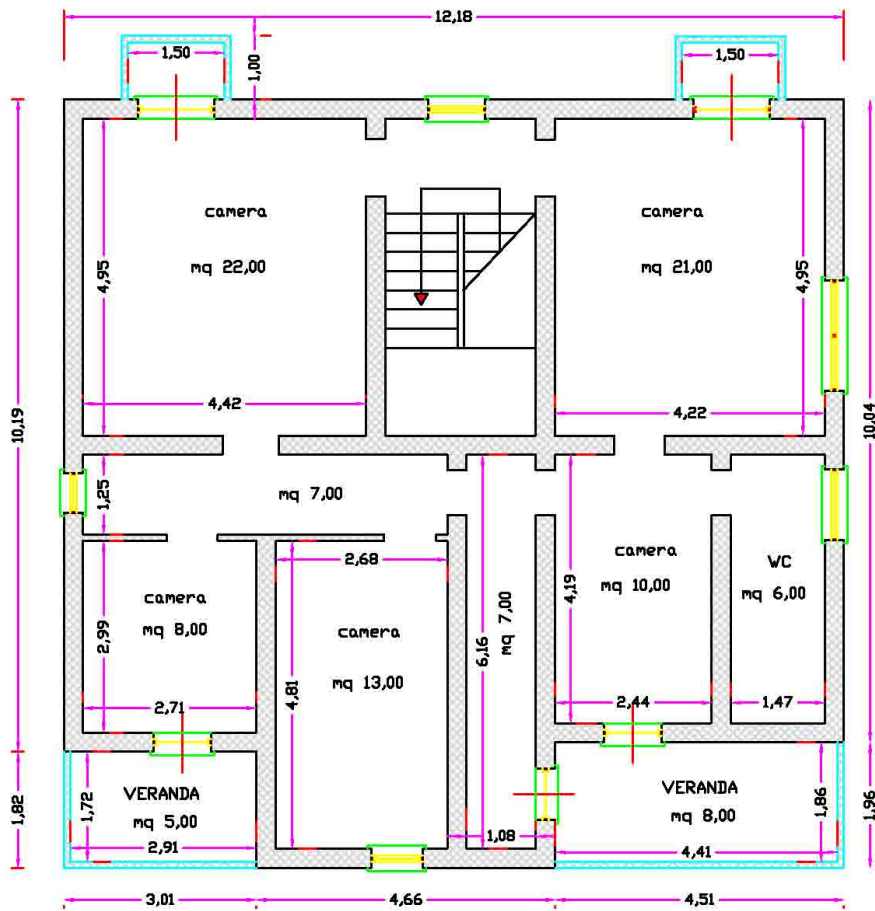 12,18
1,50
1,00
1,50
camera
mq 22,00
camera
mq 21,00
4,95
4,95
4,42
4,22
10,19
10,04
1,25
mq 7,00
2,68
camera
mq 10,00
WC
mq 6,00
camera
mq 8,00
camera
mq 13,00
mq 7,00
4,19
2,99
4,81
6,16
2,71
2,44
1,47
VERANDA
mq 5,00
VERANDA
mq 8,00
1,82
1,72
1,86
1,96
2,91
1,08
4,41
3,01
4,66
4,51